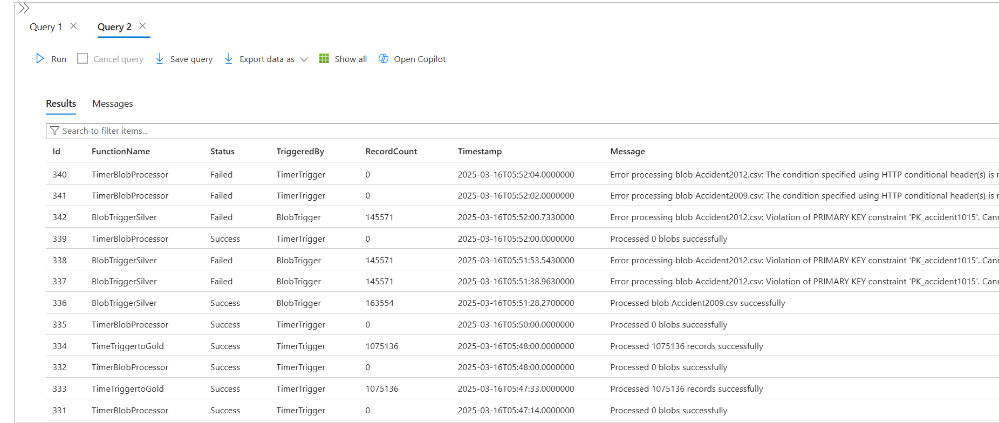 Query 1
Query 2
Run Cancel query Save query Export data as Show all Open Copilot
Results Messages
Search to filter items...
Id FunctionName Status TriggeredBy RecordCount Timestamp Message
340 TimerBlobProcessor Failed TimerTrigger 0 2025-03-16T05:52:04.0000000 Error processing blob Accident2012.csv: The condition specified using HTTP conditional header(s) is
341 TimerBlobProcessor Failed TimerTrigger 0 2025-03-16T05:52:02.0000000 Error processing blob Accident2009.csv: The condition specified using HTTP conditional header(s) is
342 BlobTriggerSilver Failed BlobTrigger 145571 2025-03-16T05:52:00.7330000 Error processing blob Accident2012.csv: Violation of PRIMARY KEY constraint 'PK_accident1015'. Cann
339 TimerBlobProcessor Success TimerTrigger 0 2025-03-16T05:52:00.0000000 Processed 0 blobs successfully
338 BlobTriggerSilver Failed BlobTrigger 145571 2025-03-16T05:51:53.5430000 Error processing blob Accident2012.csv: Violation of PRIMARY KEY constraint 'PK_accident1015'. Cann
337 BlobTriggerSilver Failed BlobTrigger 145571 2025-03-16T05:51:38.9630000 Error processing blob Accident2012.csv: Violation of PRIMARY KEY constraint 'PK_accident1015'. Cann
336 BlobTriggerSilver Success BlobTrigger 163554 2025-03-16T05:51:28.2700000 Processed blob Accident2009.csv successfully
335 TimerBlobProcessor Success TimerTrigger 0 2025-03-16T05:50:00.0000000 Processed 0 blobs successfully
334 TimeTriggertoGold Success TimerTrigger 1075136 2025-03-16T05:48:00.0000000 Processed 1075136 records successfully
332 TimerBlobProcessor Success TimerTrigger 0 2025-03-16T05:48:00.0000000 Processed 0 blobs successfully
333 TimeTriggertoGold Success TimerTrigger 1075136 2025-03-16T05:47:33.0000000 Processed 1075136 records successfully
331 TimerBlobProcessor Success TimerTrigger 0 2025-03-16T05:47:14.0000000 Processed 0 blobs successfully